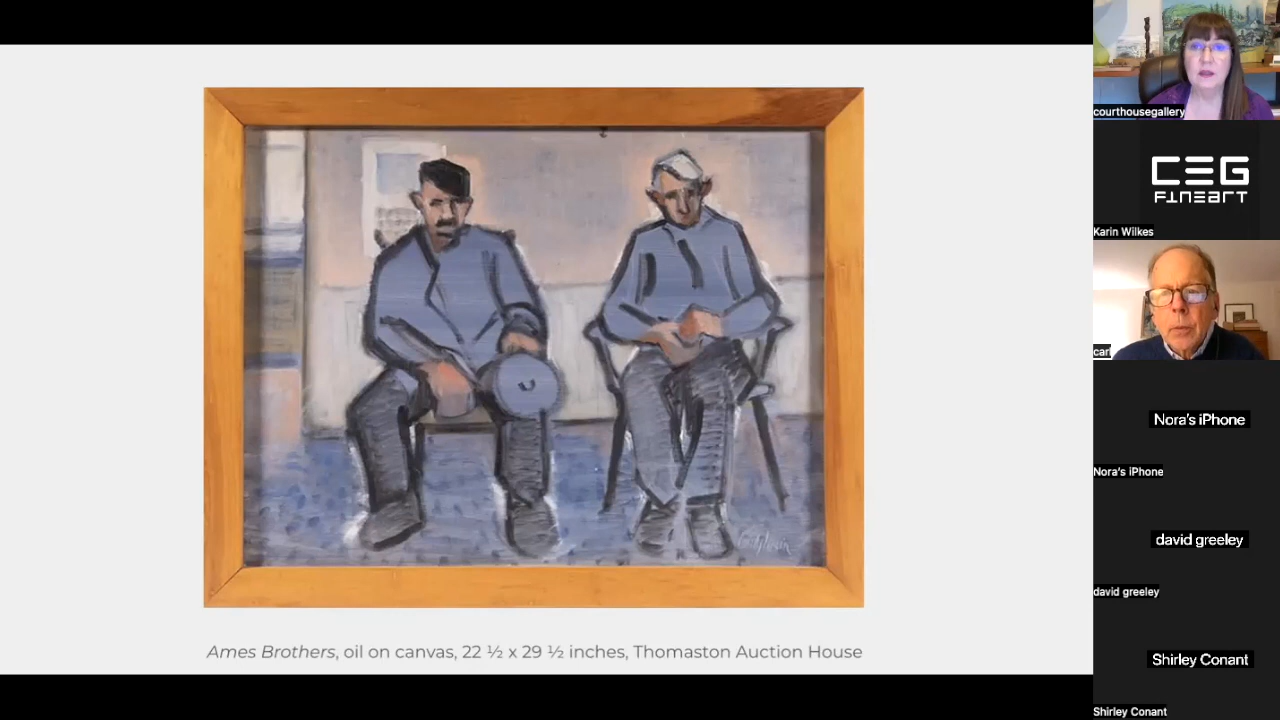 Ames Brothers, oil on canvas, 22 ½ x 29 ½ inches, Thomaston Auction House
courthousegallery
CEG
FINEART
Karin Wilkes
carl
Nora's iPhone
Nora's iPhone
david greeley
david greeley
Shirley Conant
Shirley Conant